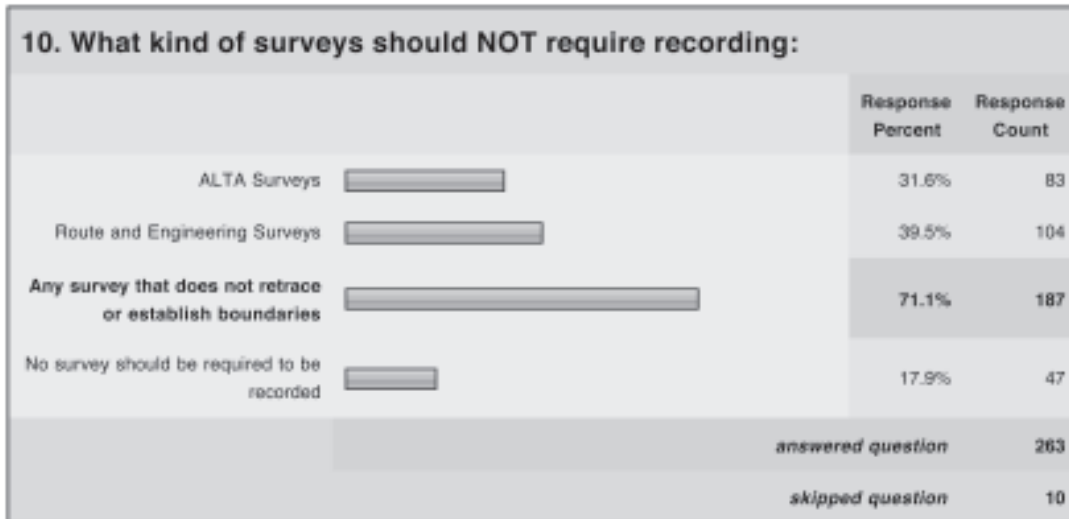 10. What kind of surveys should NOT require recording:
Response Response
Percent Count
ALTA Surveys 31.6% 83
Route and Engineering Surveys 39.5% 104
Any survey that does not retrace
or establish boundaries 71.1% 187
No survey should be required to be
recorded 17.9% 47
answered question 263
skipped question 10